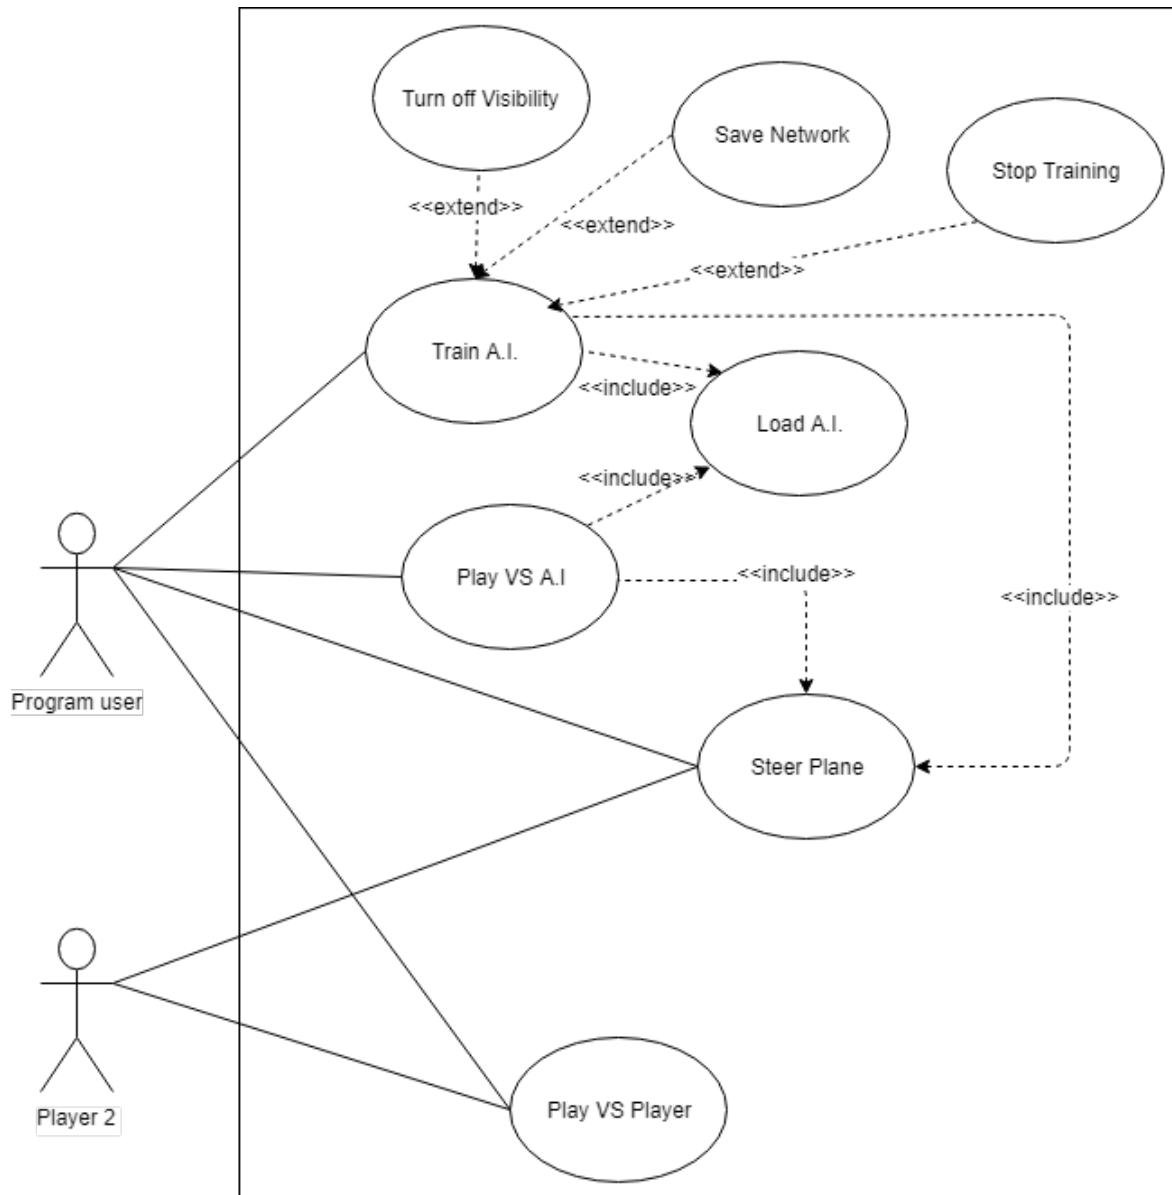 Turn off Visibility
Save Network
Stop Training
<<extend>>
<<extend>>
<<extend>>
Train A.I.
<<include>>
Load A.I.
<<include>>
Play VS A.I
<<include>>
<<include>>
Program user
Steer Plane
Player 2
Play VS Player